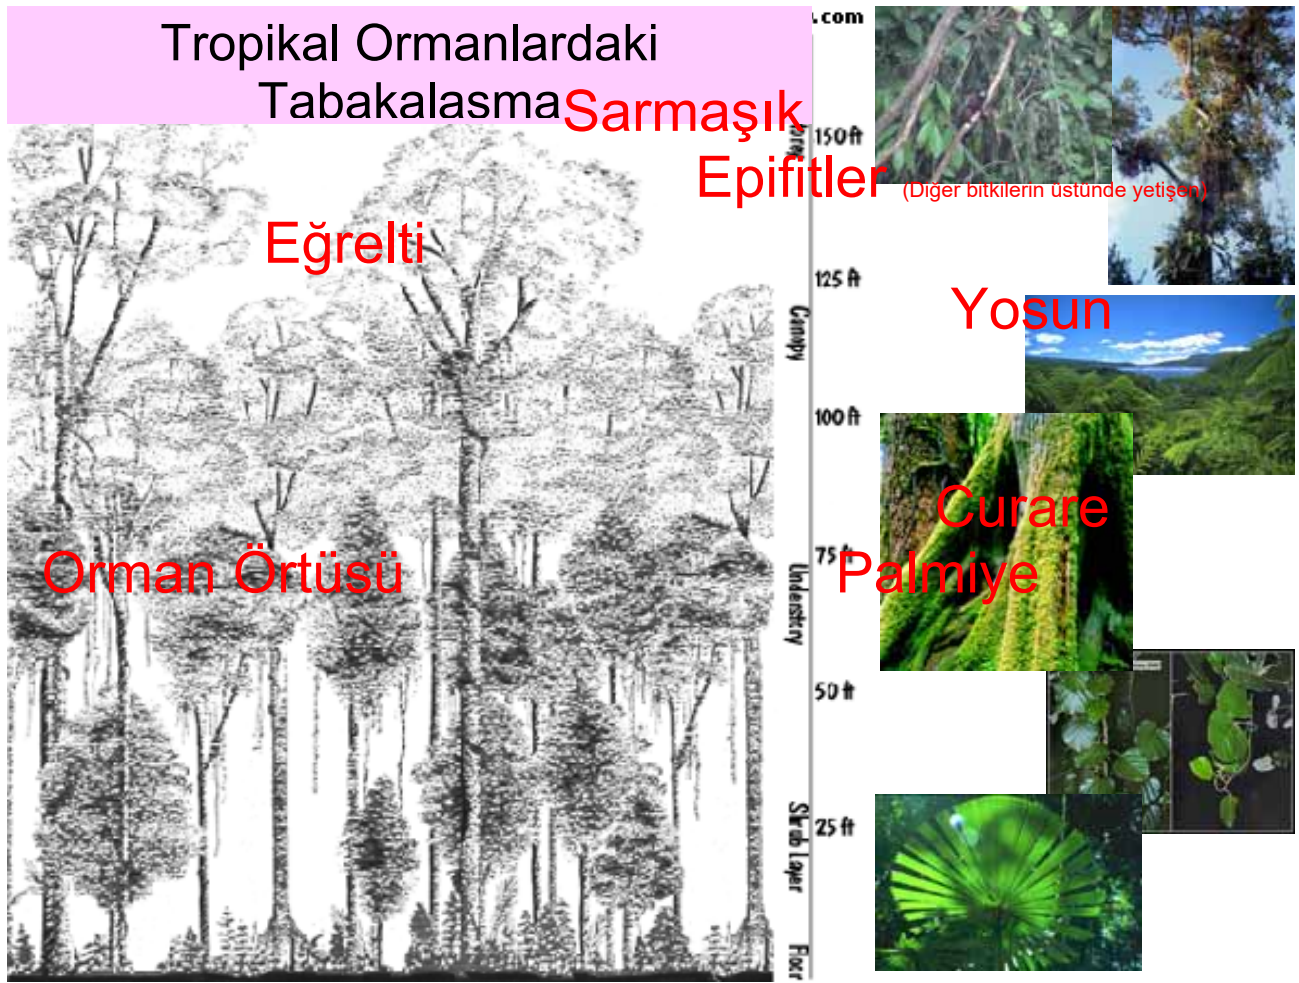 Tropikal Ormanlardaki
Tabakalasma
.com
Sarmaşık
150 ft
Epifitler (Diğer bitkilerin üstünde yetişen)
Eğrelti
125 ft
Yosun
Canopy
100 ft
Curare
75 ft
Orman Örtüsü
Palmiye
Understory
50 ft
25 ft
Shrub Layer
Floor